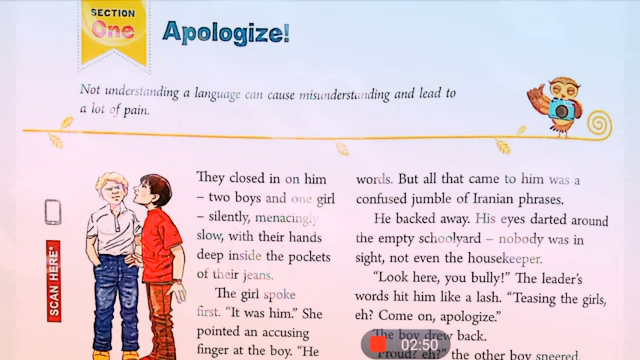 SECTION
One
Apologize!
Not understanding a language can cause misunderstanding and lead to
a lot of pain.
SCAN HERE*
They closed in on him
– two boys and one girl
– silently, menacingly
slow, with their hands
deep inside the pockets
of their jeans.
The girl spoke
first. “It was him.” She
pointed an accusing
finger at the boy. “He
words. But all that came to him was a
confused jumble of Iranian phrases.
He backed away. His eyes darted around
the empty schoolyard – nobody was in
sight, not even the housekeeper.
“Look here, you bully!” The leader’s
words hit him like a lash. “Teasing the girls,
eh? Come on, apologize.”
The boy drew back.
“Proud? eh?” the other boy sneered.
02:50